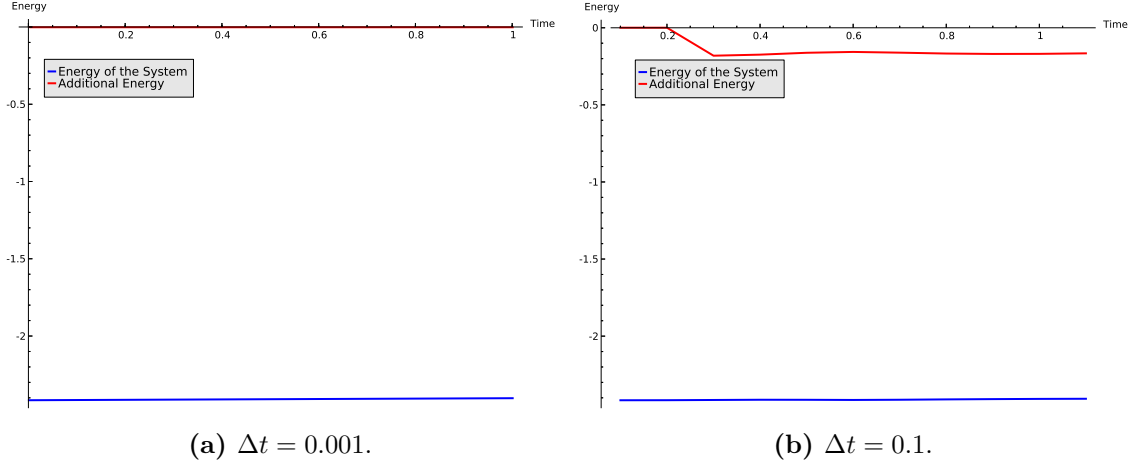 Energy
Time
0.2
0.4
0.6
0.8
1
Energy of the System
Additional Energy
-0.5
-1
-1.5
-2
(a) Δt = 0.001.
Energy
Time
0
0.2
0.4
0.6
0.8
1
Energy of the System
Additional Energy
-0.5
-1
-1.5
-2
(b) Δt = 0.1.